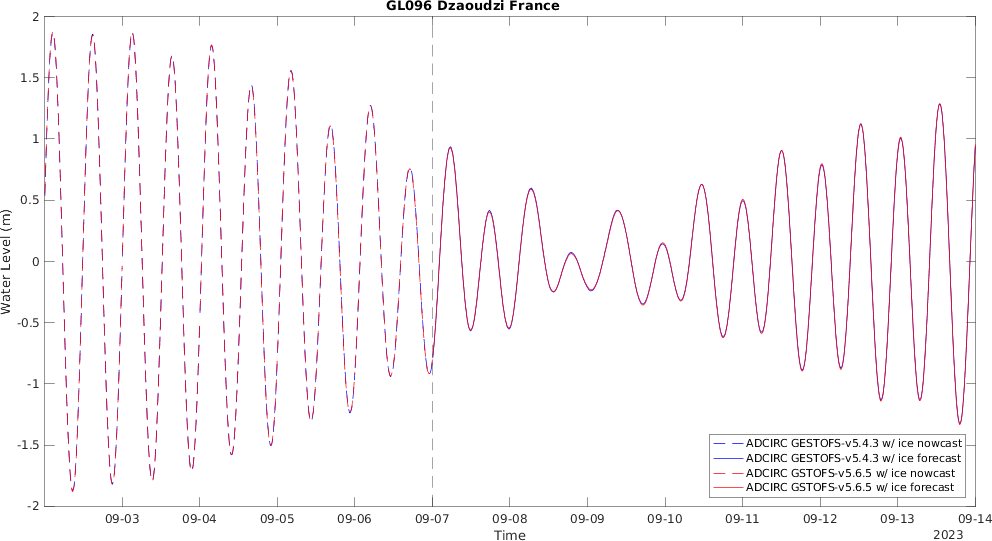 GL096 Dzaoudzi France
2
1.5
1
0.5
0
-0.5
-1
-1.5
-2
Water Level (m)
ADCIRC GESTOFS-v5.4.3 w/ ice nowcast
ADCIRC GESTOFS-v5.4.3 w/ ice forecast
ADCIRC GSTOFS-v5.6.5 w/ ice nowcast
ADCIRC GSTOFS-v5.6.5 w/ ice forecast
09-03 09-04 09-05 09-06 09-07 09-08 09-09 09-10 09-11 09-12 09-13 09-14
Time
2023